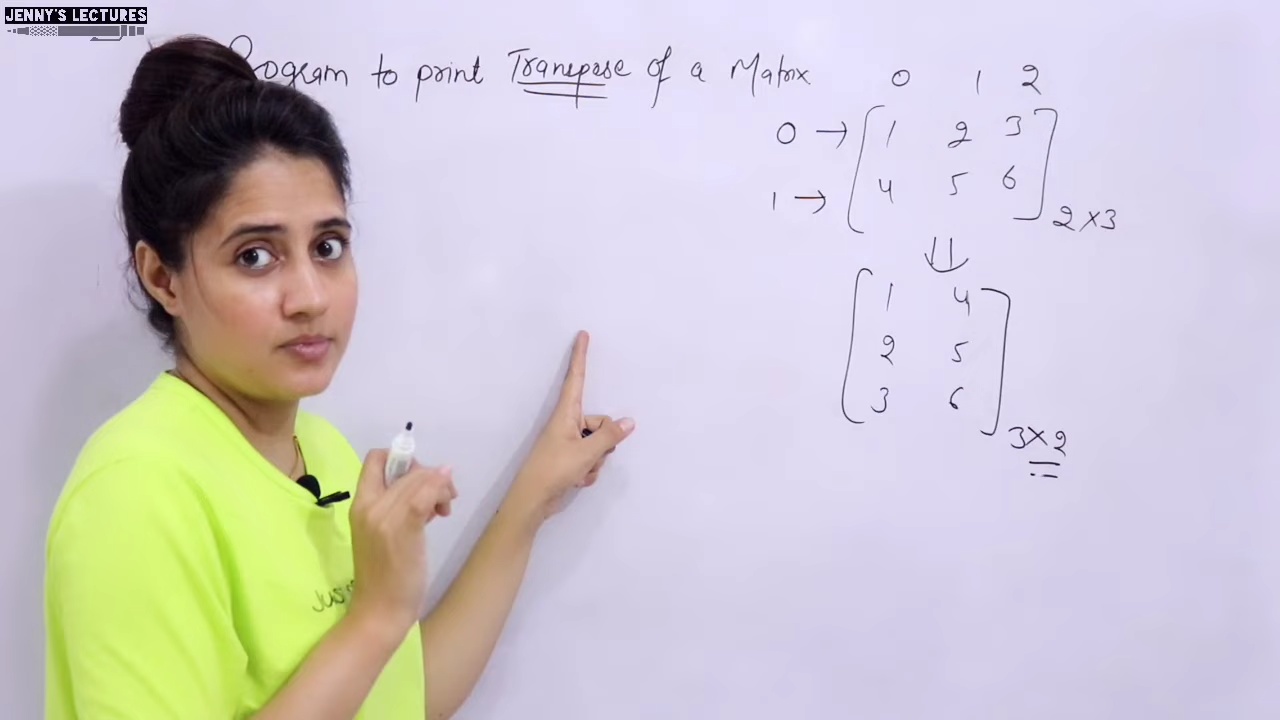 JENNY'S LECTURES
Program to print Transpose of a Matrix
0 1 2
0 → 1 2 3
1 → 4 5 6
2×3
1 4
2 5
3 6
3×2